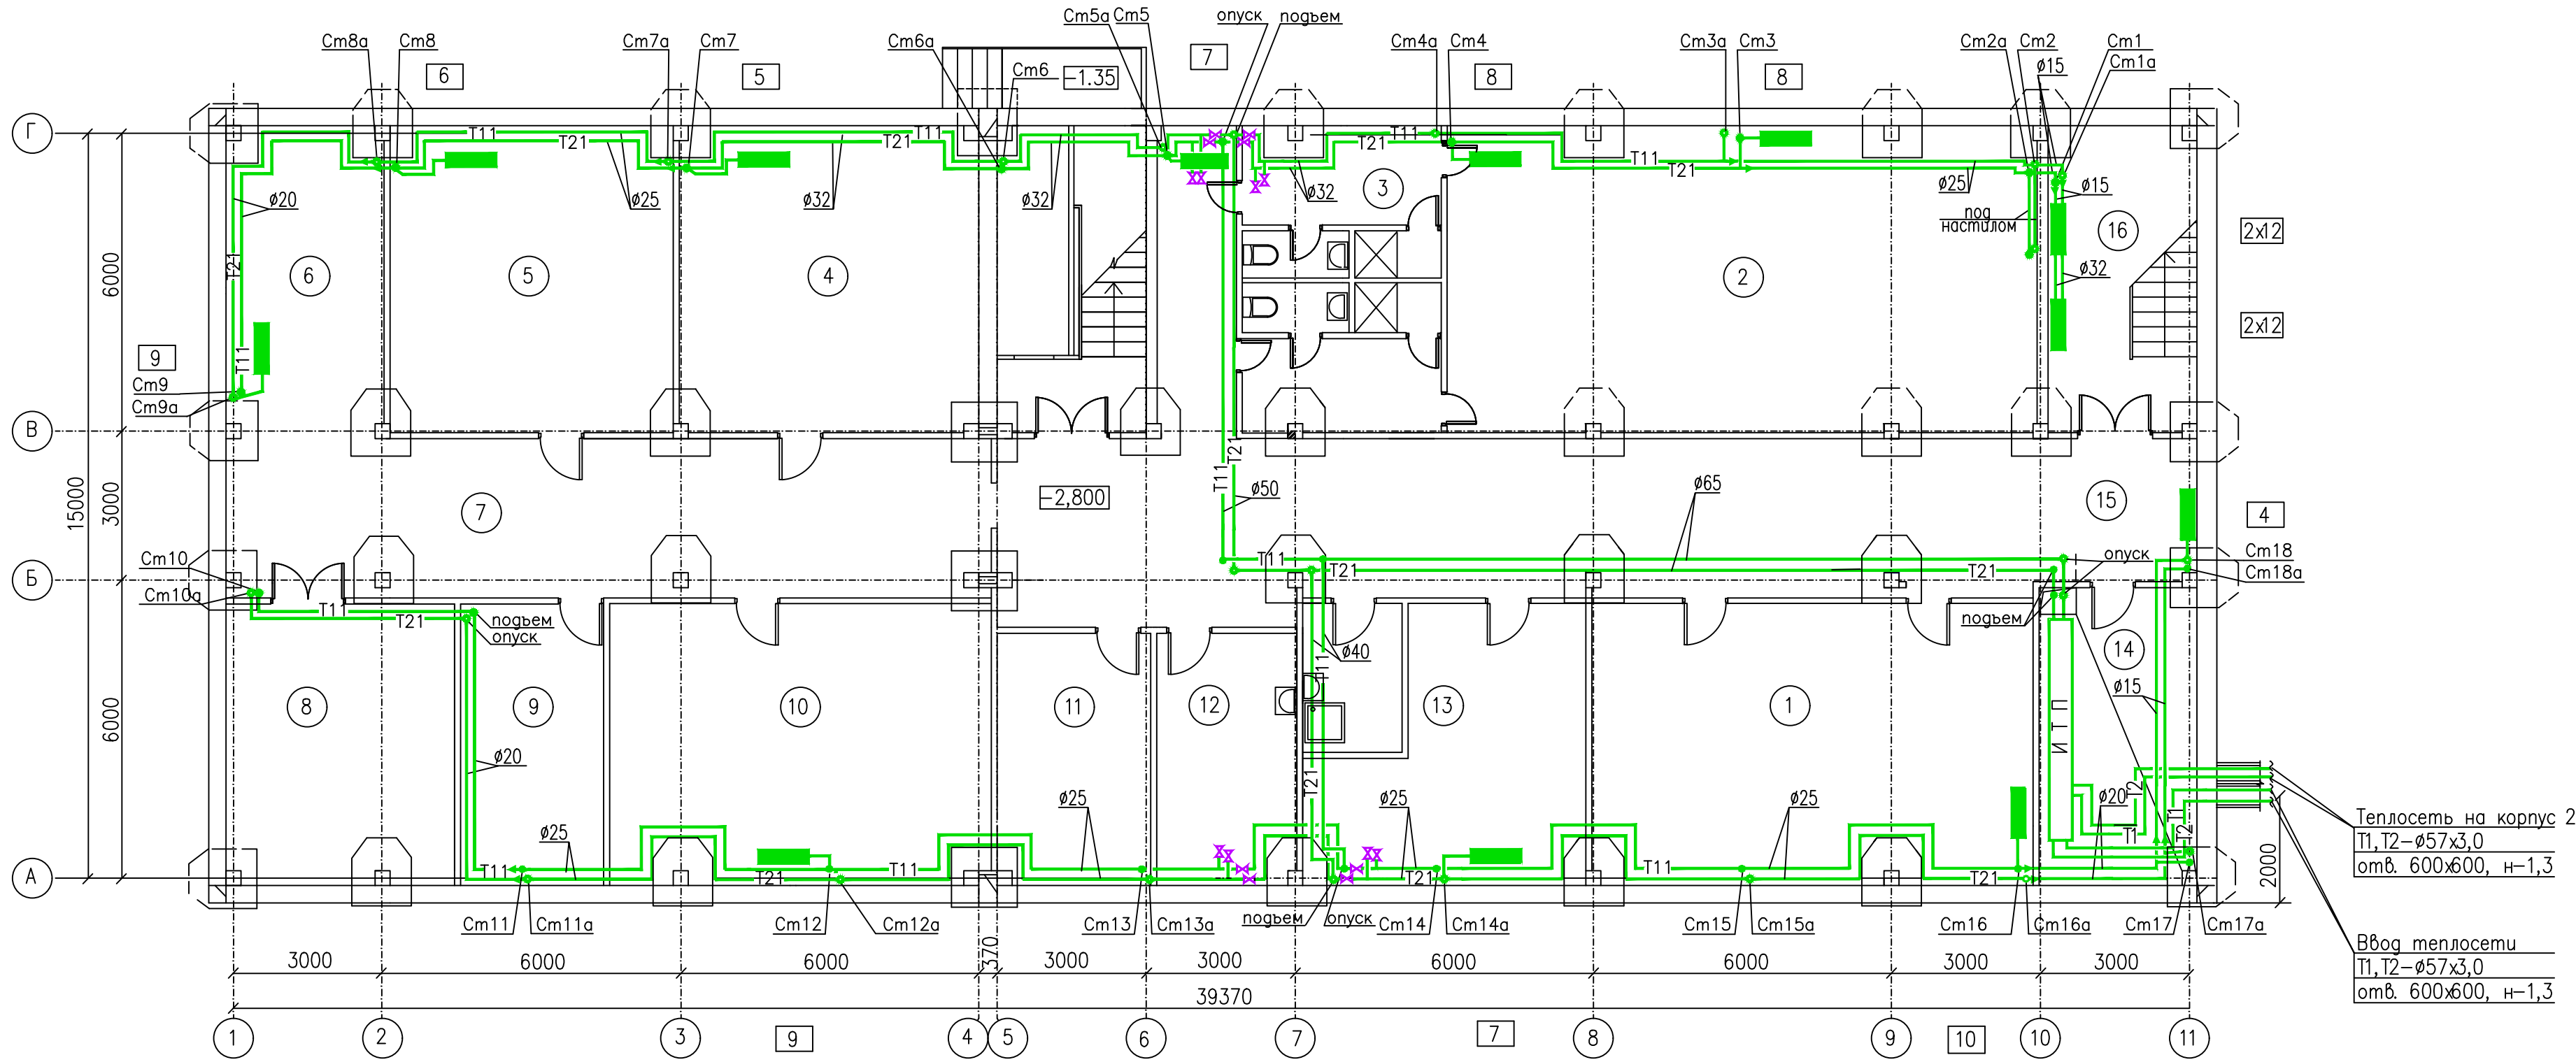 опуск
подъем
Ст5а
Ст5
Ст8а
Ст8
Ст7а
Ст7
Ст6а
Ст4а
Ст4
Ст3а
Ст3
Ст2а
Ст2
Ст1
Ст1а
6
5
Ст6
-1.35
7
8
8
ø15
Г
Т11
Т21
Т11
Т21
Т11
Т21
Т11
Т21
ø20
ø25
ø32
ø32
ø32
3
ø25
ø15
под
настилом
16
2х12
6000
Т21
6
5
4
2
ø32
2х12
9
Т11
Ст9
Ст9а
В
15000
3000
7
-2,800
Т11
Т21
ø50
ø65
15
4
Ст10
Ст10а
Б
Т11
Т21
Т21
опуск
Ст18
Ст18а
Т11
Т21
подъем
опуск
подъем
6000
ø40
Т11
14
8
9
10
11
12
13
1
ИТП
ø15
ø20
Т21
ø25
ø25
ø25
ø25
Т2
Т1
ø20
Т1
Т2
Теплосеть на корпус 2
Т1,Т2-ø57х3,0
отв. 600х600, н-1,3
А
Т11
Т21
Т11
Т21
Т11
Т21
2000
Ст11
Ст11а
Ст12
Ст12а
Ст13
Ст13а
подъем
опуск
Ст14
Ст14а
Ст15
Ст15а
Ст16
Ст16а
Ст17
Ст17а
Ввод теплосети
Т1,Т2-ø57х3,0
отв. 600х600, н-1,3
3000
6000
6000
370
3000
3000
6000
6000
3000
3000
39370
1
2
3
9
4
5
6
7
7
8
9
10
10
11